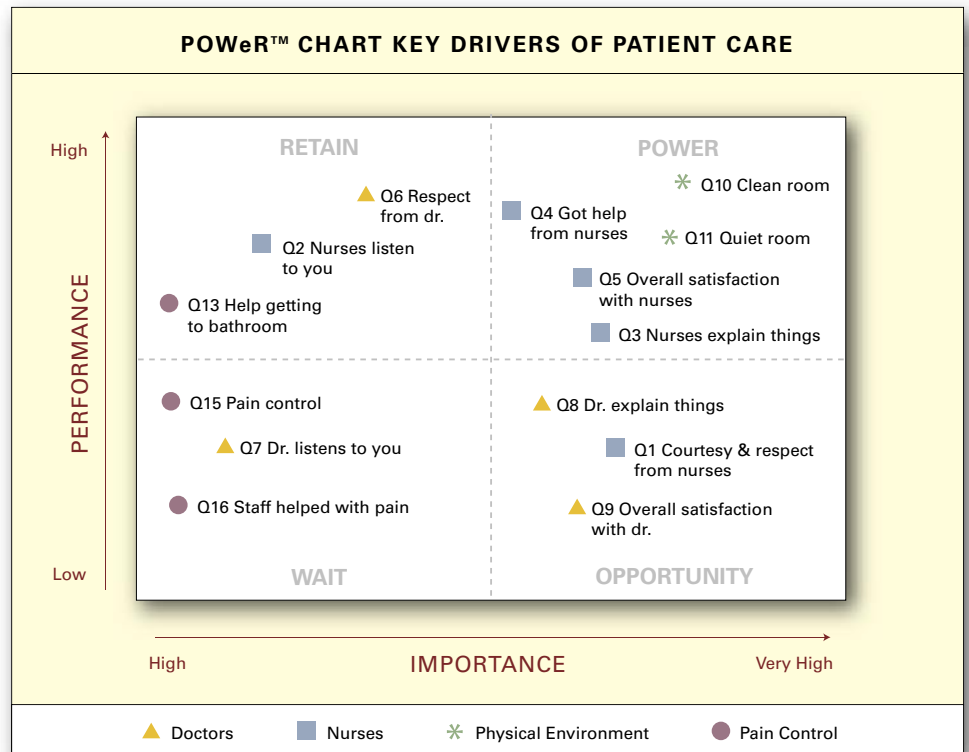 POWeR™ CHART KEY DRIVERS OF PATIENT CARE
High
RETAIN
POWER
Q6 Respect
from dr.
Q10 Clean room
Q4 Got help
from nurses
Q2 Nurses listen
to you
Q11 Quiet room
Q5 Overall satisfaction
with nurses
Q13 Help getting
to bathroom
Q3 Nurses explain things
PERFORMANCE
Q15 Pain control
Q8 Dr. explain things
Q7 Dr. listens to you
Q1 Courtesy & respect
from nurses
Q16 Staff helped with pain
Q9 Overall satisfaction
with dr.
Low
WAIT
OPPORTUNITY
High
IMPORTANCE
Very High
Doctors
Nurses
Physical Environment
Pain Control